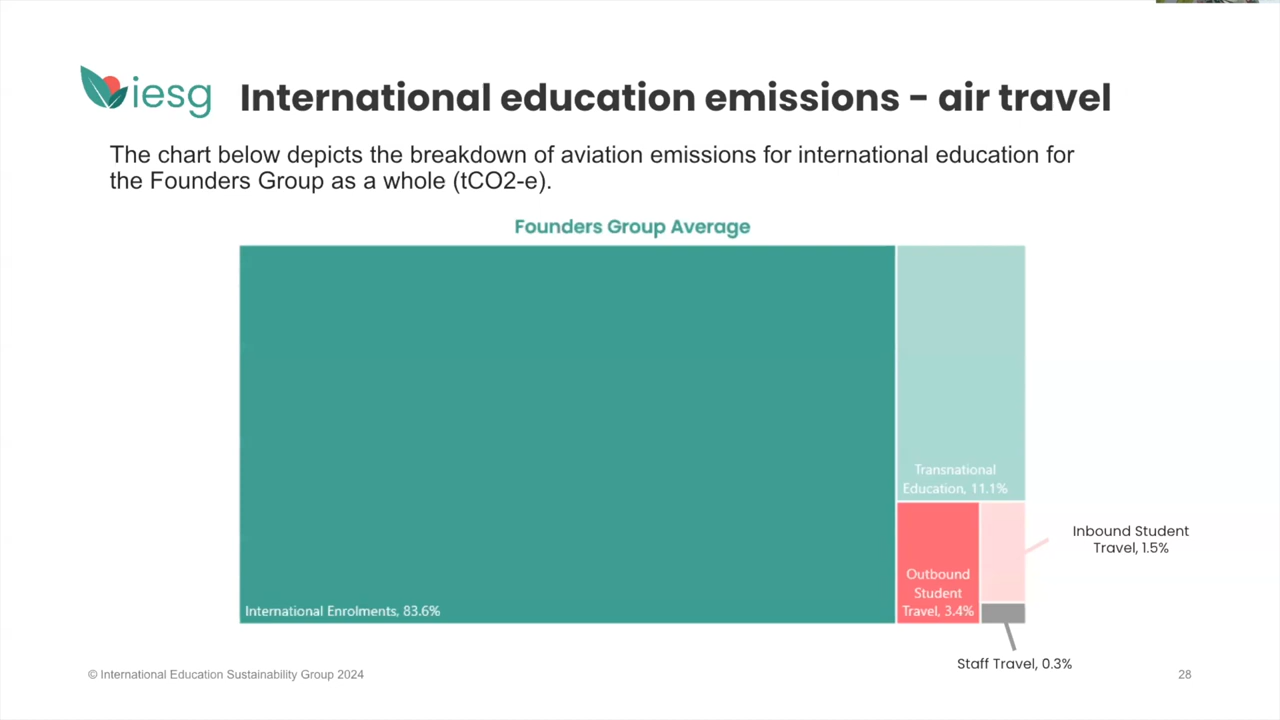 iesg
International education emissions - air travel
The chart below depicts the breakdown of aviation emissions for international education for
the Founders Group as a whole (tCO2-e).
Founders Group Average
Transnational
Education, 11.1%
Inbound Student
Travel, 1.5%
Outbound
Student
Travel, 3.4%
International Enrolments, 83.6%
Staff Travel, 0.3%
© International Education Sustainability Group 2024
28